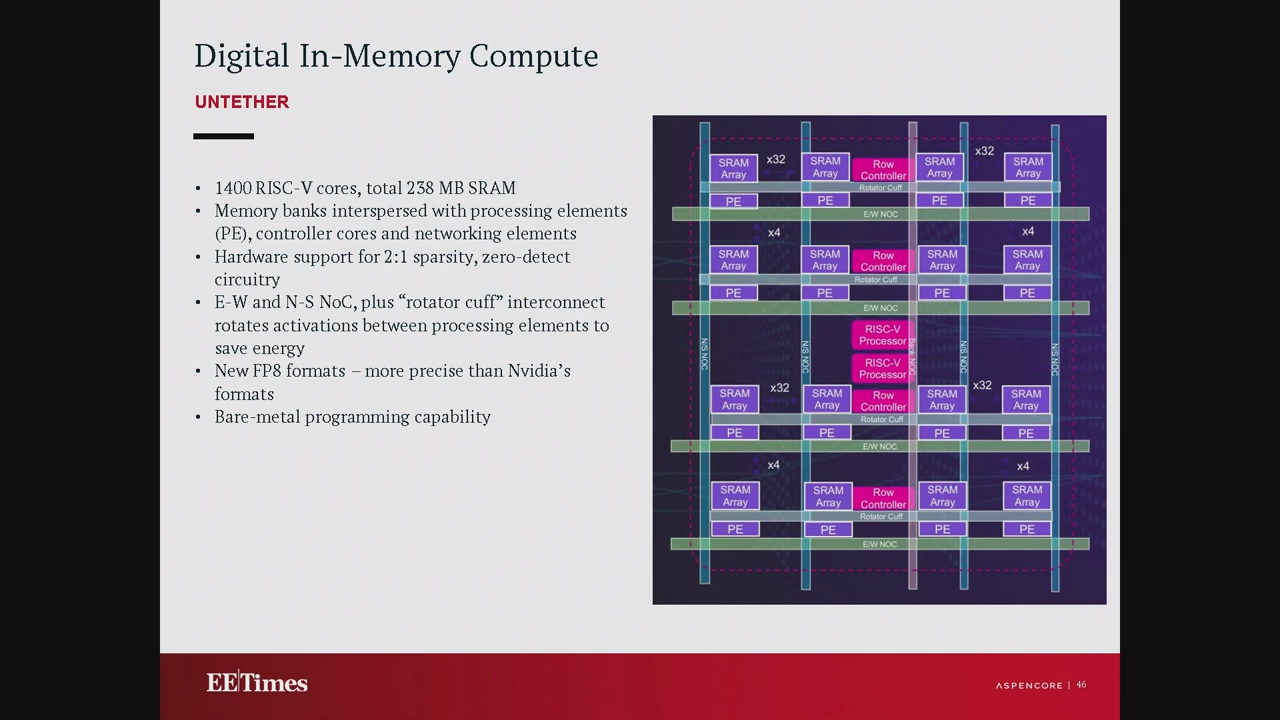 Digital In-Memory Compute
UNTETHER
• 1400 RISC-V cores, total 238 MB SRAM
• Memory banks interspersed with processing elements
(PE), controller cores and networking elements
• Hardware support for 2:1 sparsity, zero-detect
circuitry
• E-W and N-S NoC, plus “rotator cuff” interconnect
rotates activations between processing elements to
save energy
• New FP8 formats – more precise than Nvidia’s
formats
• Bare-metal programming capability
SRAM Array
x32
SRAM Array
Row Controller
SRAM Array
x32
SRAM Array
Rotator Cuff
PE
PE
PE
PE
E/W NOC
x4
x4
SRAM Array
SRAM Array
Row Controller
SRAM Array
SRAM Array
Rotator Cuff
PE
PE
PE
PE
E/W NOC
RISC-V Processor
RISC-V Processor
N/S NOC
N/S NOC
Bank NOC
N/S NOC
N/S NOC
SRAM Array
x32
SRAM Array
Row Controller
SRAM Array
x32
SRAM Array
Rotator Cuff
PE
PE
PE
PE
E/W NOC
x4
x4
SRAM Array
SRAM Array
Row Controller
SRAM Array
SRAM Array
Rotator Cuff
PE
PE
PE
PE
E/W NOC
EE|Times
ASPENCORE | 46